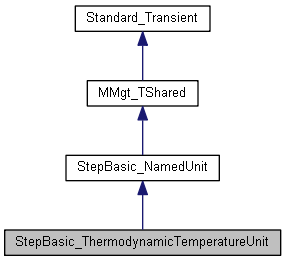 Standard_Transient
MMgt_TShared
StepBasic_NamedUnit
StepBasic_ThermodynamicTemperatureUnit